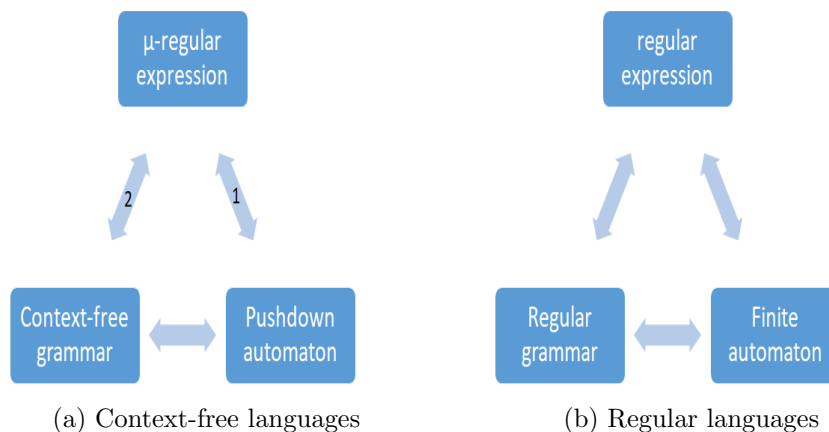 μ-regular
expression
regular
expression
2
1
Context-free
grammar
Pushdown
automaton
Regular
grammar
Finite
automaton
(a) Context-free languages
(b) Regular languages